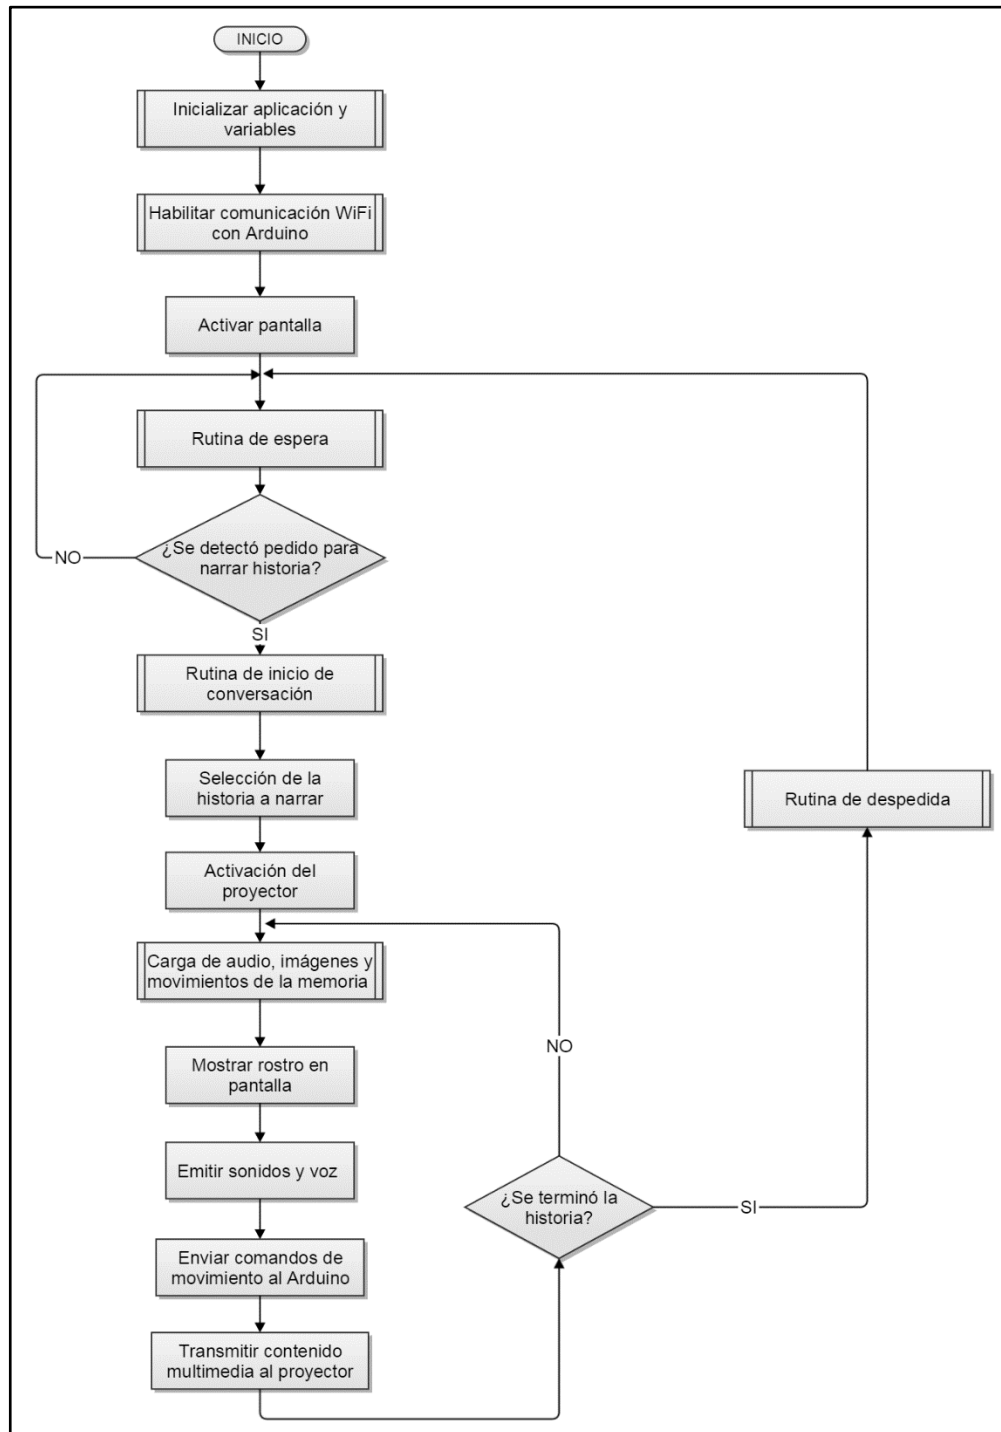 INICIO
Inicializar aplicación y
variables
Habilitar comunicación WiFi
con Arduino
Activar pantalla
Rutina de espera
¿Se detectó pedido para
narrar historia?
NO
SI
Rutina de inicio de
conversación
Selección de la
historia a narrar
Activación del
proyector
Carga de audio, imágenes y
movimientos de la memoria
Mostrar rostro en
pantalla
Emitir sonidos y voz
Enviar comandos de
movimiento al Arduino
Transmitir contenido
multimedia al proyector
¿Se terminó la
historia?
NO
SI
Rutina de despedida